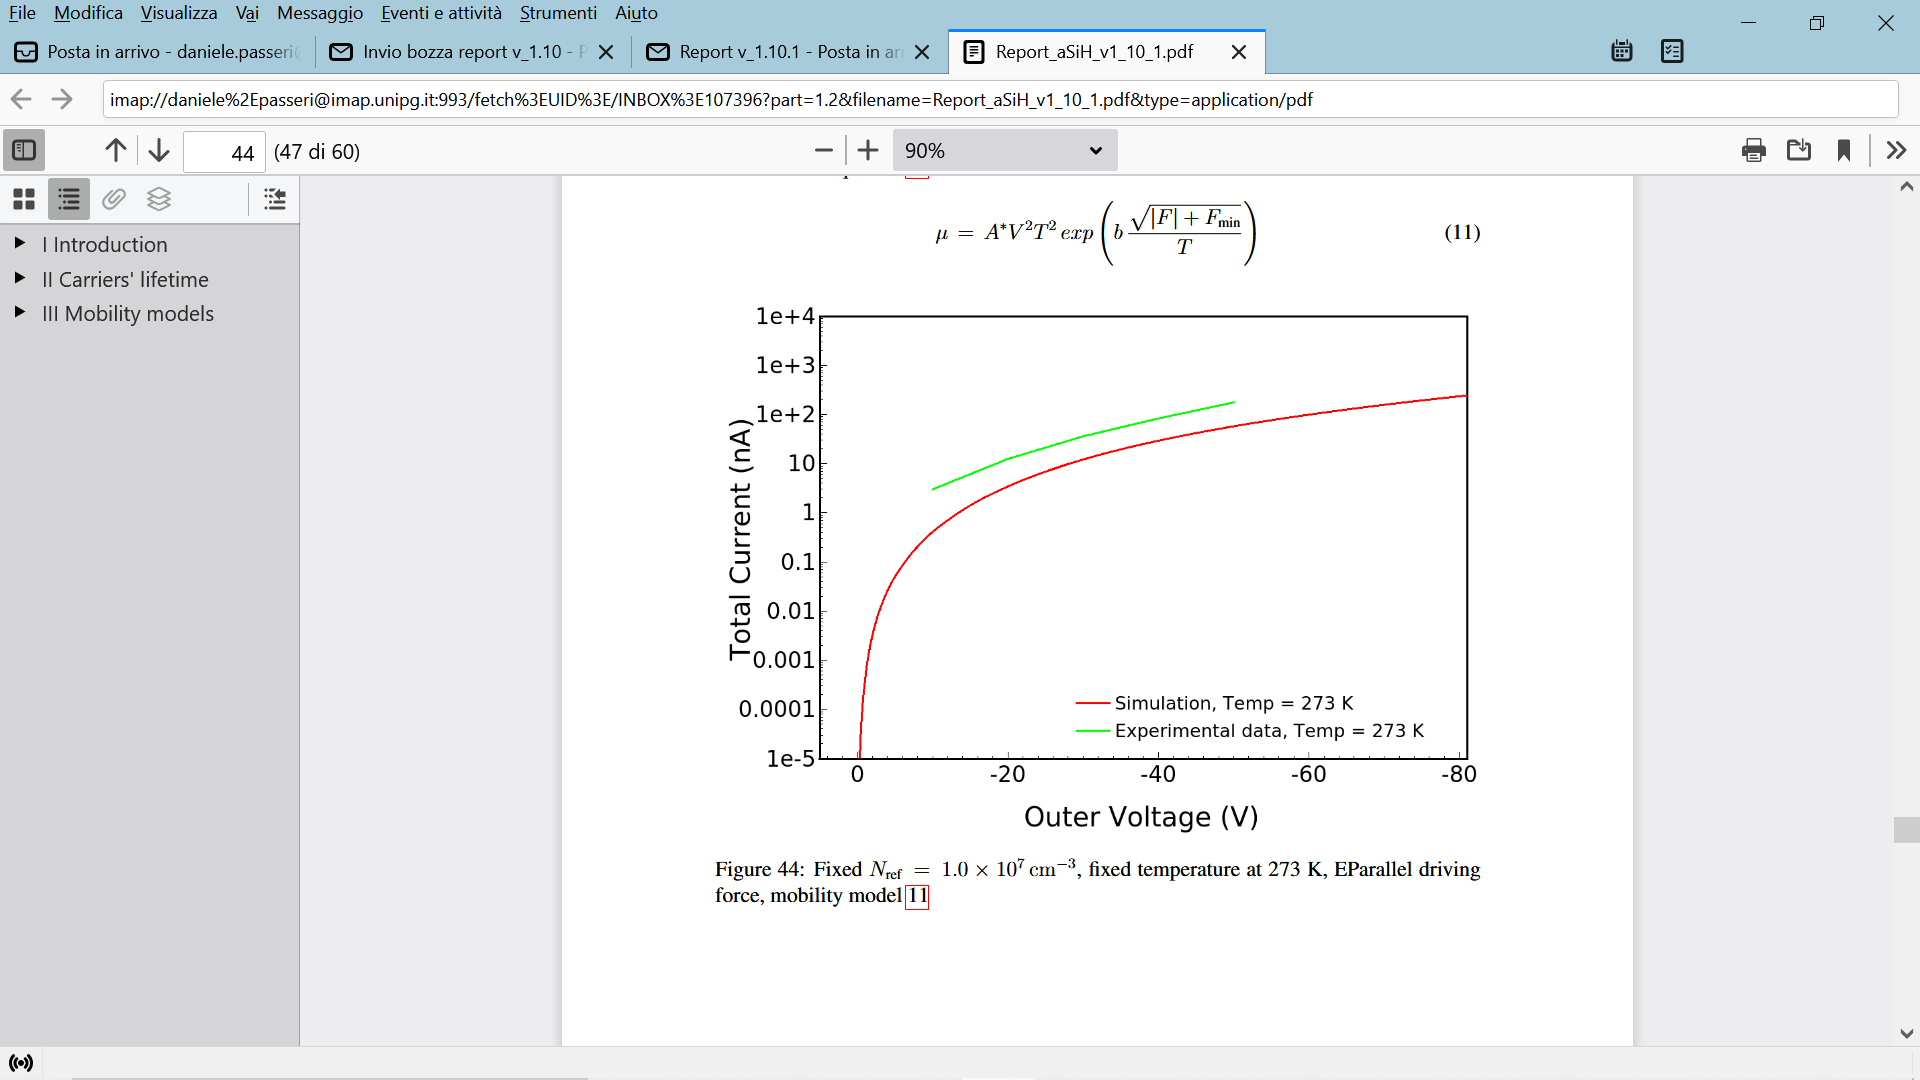 File Modifica Visualizza Vai Messaggio Eventi e attività Strumenti Aiuto
Posta in arrivo - daniele.passeri
Invio bozza report v_1.10 -
Report v_1.10.1 - Posta in
Report_aSiH_v1_10_1.pdf
imap://daniele%2Epasseri@imap.unipg.it:993/fetch%3EUID%3E/INBOX%3E107396?part=1.2&filename=Report_aSiH_v1_10_1.pdf&type=application/pdf
44 (47 di 60)
90%
I Introduction
II Carriers' lifetime
III Mobility models
μ = A*V²T² exp ( b √|F| + Fmin / T ) (11)
1e+4
1e+3
1e+2
10
1
0.1
0.01
0.001
0.0001
1e-5
Total Current (nA)
Simulation, Temp = 273 K
Experimental data, Temp = 273 K
0 -20 -40 -60 -80
Outer Voltage (V)
Figure 44: Fixed Nref = 1.0 × 10⁷ cm⁻³, fixed temperature at 273 K, EParallel driving
force, mobility model 11